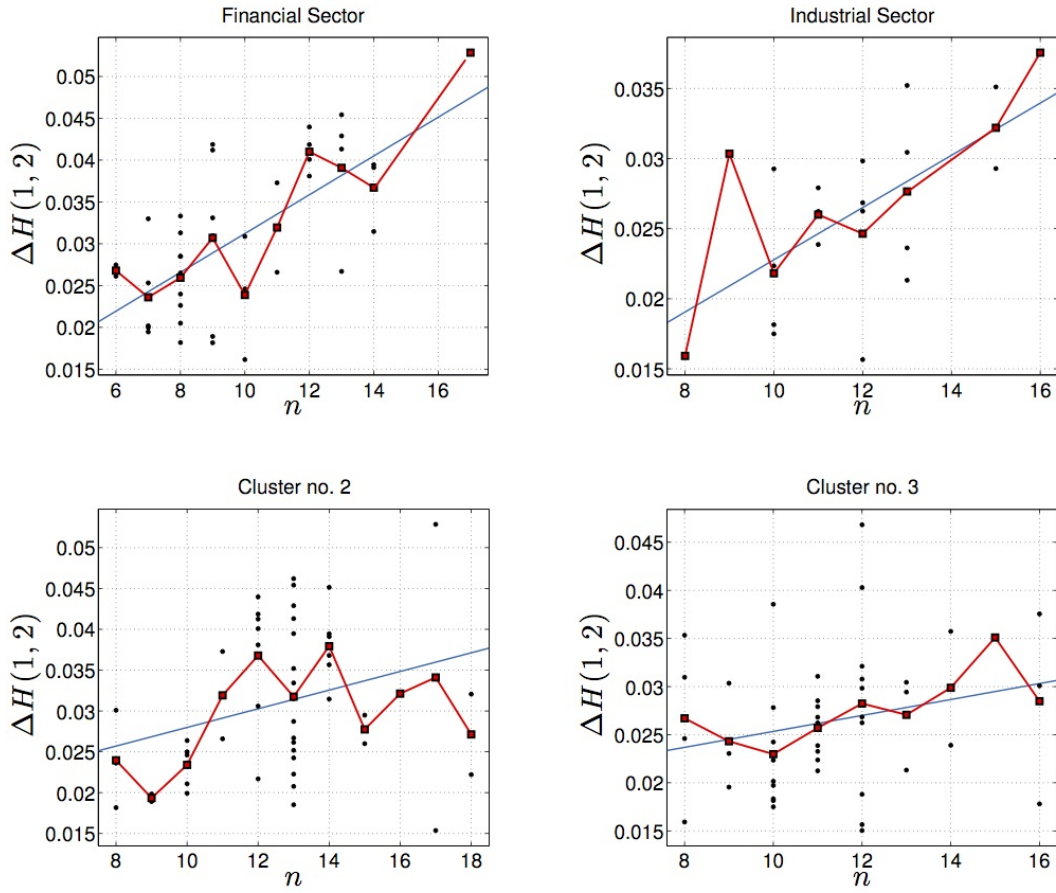 Financial Sector
ΔH(1, 2)
0.05
0.045
0.04
0.035
0.03
0.025
0.02
0.015
6 8 10 12 14 16
n
Industrial Sector
ΔH(1, 2)
0.035
0.03
0.025
0.02
0.015
8 10 12 14 16
n
Cluster no. 2
ΔH(1, 2)
0.05
0.045
0.04
0.035
0.03
0.025
0.02
0.015
8 10 12 14 16 18
n
Cluster no. 3
ΔH(1, 2)
0.045
0.04
0.035
0.03
0.025
0.02
0.015
8 10 12 14 16
n